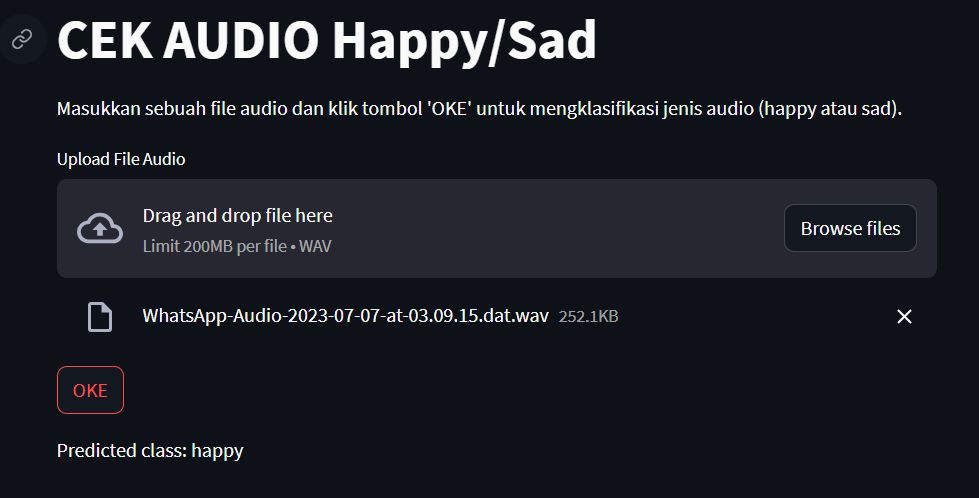 CEK AUDIO Happy/Sad
Masukkan sebuah file audio dan klik tombol 'OKE' untuk mengklasifikasi jenis audio (happy atau sad).
Upload File Audio
Drag and drop file here
Limit 200MB per file • WAV
Browse files
WhatsApp-Audio-2023-07-07-at-03.09.15.dat.wav 252.1KB
OKE
Predicted class: happy